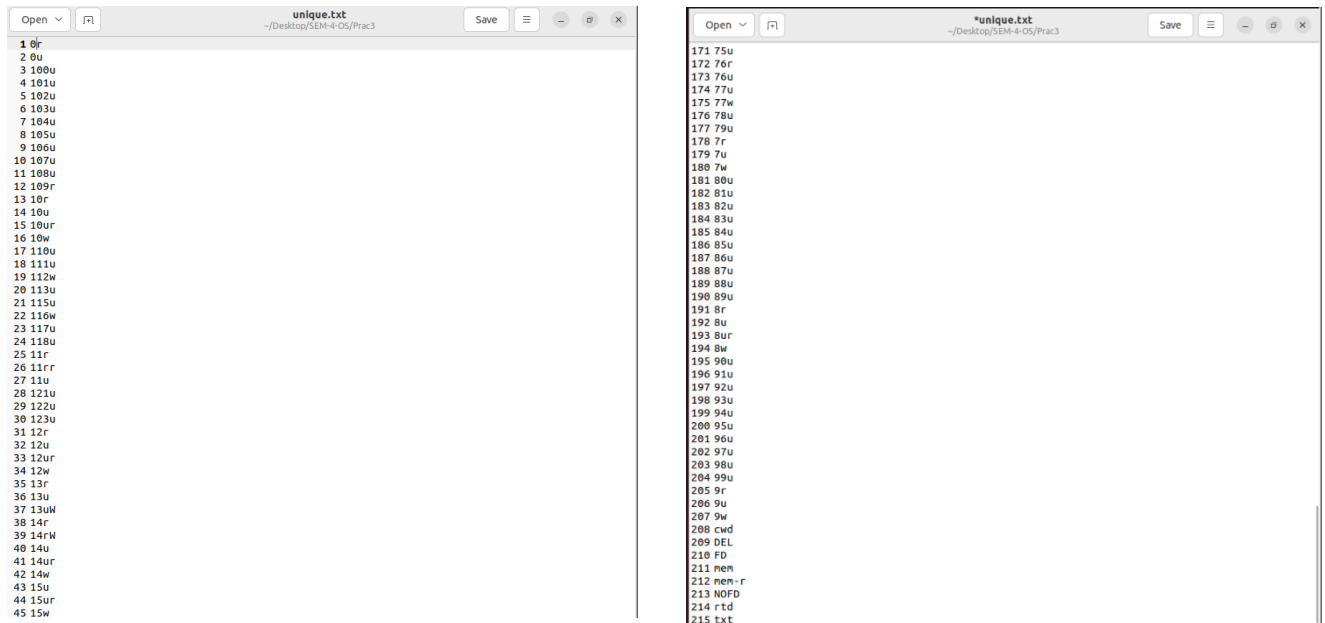 Open
unique.txt
~/Desktop/SEM-4-OS/Prac3
Save
1 0r
2 0u
3 100u
4 101u
5 102u
6 103u
7 104u
8 105u
9 106u
10 107u
11 108u
12 109r
13 10r
14 10u
15 10ur
16 10w
17 110u
18 111u
19 112w
20 113u
21 115u
22 116w
23 117u
24 118u
25 11r
26 11rr
27 11u
28 121u
29 122u
30 123u
31 12r
32 12u
33 12ur
34 12w
35 13r
36 13u
37 13uW
38 14r
39 14rW
40 14u
41 14ur
42 14w
43 15u
44 15ur
45 15w
Open
*unique.txt
~/Desktop/SEM-4-OS/Prac3
Save
171 75u
172 76r
173 76u
174 77u
175 77w
176 78u
177 79u
178 7r
179 7u
180 7w
181 80u
182 81u
183 82u
184 83u
185 84u
186 85u
187 86u
188 87u
189 88u
190 89u
191 8r
192 8u
193 8ur
194 8w
195 90u
196 91u
197 92u
198 93u
199 94u
200 95u
201 96u
202 97u
203 98u
204 99u
205 9r
206 9u
207 9w
208 cwd
209 DEL
210 FD
211 mem
212 mem-r
213 NOFD
214 rtd
215 txt